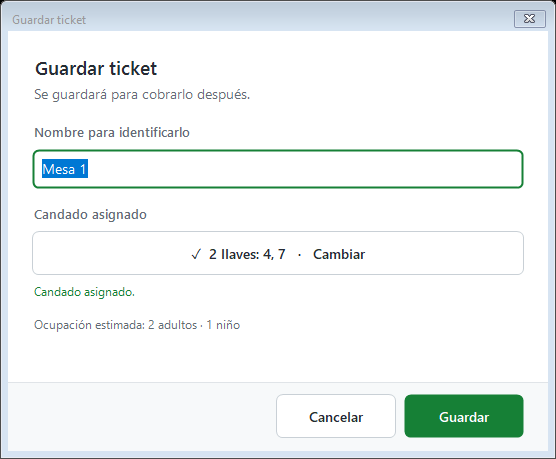 Guardar ticket
Guardar ticket
Se guardará para cobrarlo después.
Nombre para identificarlo
Mesa 1
Candado asignado
✓ 2 llaves: 4, 7 · Cambiar
Candado asignado.
Ocupación estimada: 2 adultos · 1 niño
Cancelar
Guardar